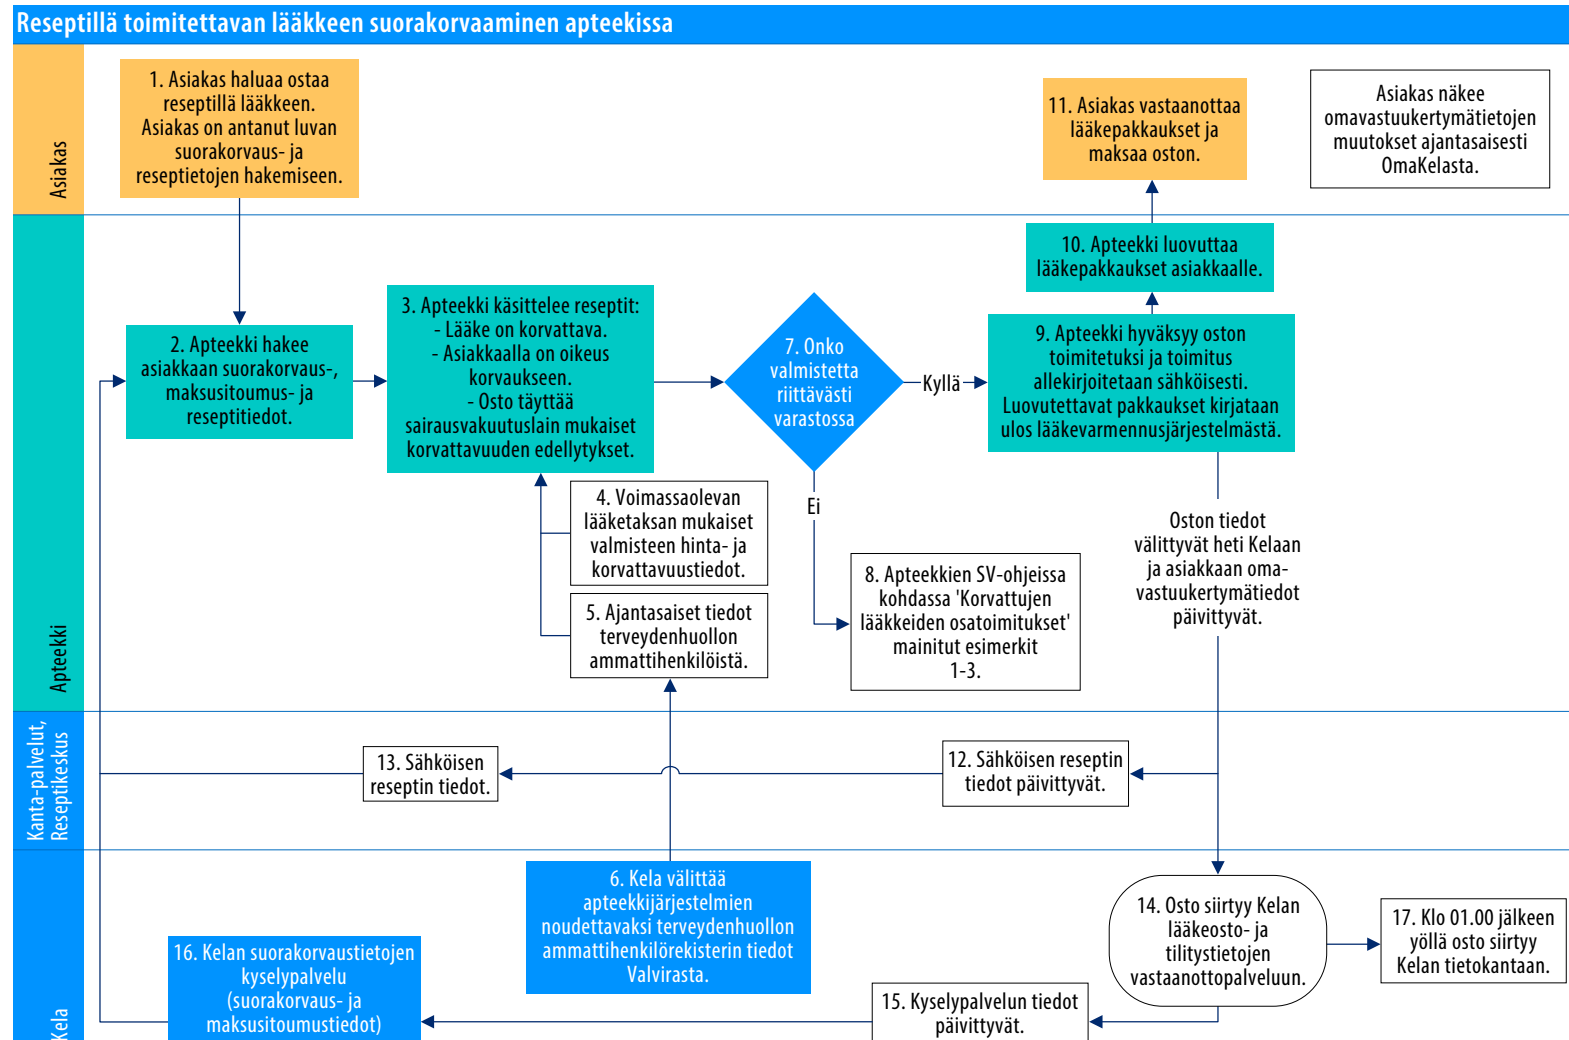 Reseptillä toimitettavan lääkkeen suorakorvaaminen apteekissa
Asiakas
1. Asiakas haluaa ostaa
reseptillä lääkkeen.
Asiakas on antanut luvan
suorakorvaus- ja
reseptietojen hakemiseen.
11. Asiakas vastaanottaa
lääkepakkaukset ja
maksaa oston.
Asiakas näkee
omavastuukertymätietojen
muutokset ajantasaisesti
OmaKelasta.
Apteekki
2. Apteekki hakee
asiakkaan suorakorvaus-,
maksusitoumus- ja
reseptitiedot.
3. Apteekki käsittelee reseptit:
- Lääke on korvattava.
- Asiakkaalla on oikeus
korvaukseen.
- Osto täyttää
sairausvakuutuslain mukaiset
korvattavuuden edellytykset.
4. Voimassaolevan
lääketaksan mukaiset
valmisteen hinta- ja
korvattavuustiedot.
5. Ajantasaiset tiedot
terveydenhuollon
ammattihenkilöistä.
7. Onko
valmistetta
riittävästi
varastossa
Kyllä
Ei
8. Apteekkien SV-ohjeissa
kohdassa 'Korvattujen
lääkkeiden osatoimitukset'
mainitut esimerkit
1-3.
10. Apteekki luovuttaa
lääkepakkaukset asiakkaalle.
9. Apteekki hyväksyy oston
toimitetuksi ja toimitus
allekirjoitetaan sähköisesti.
Luovutettavat pakkaukset kirjataan
ulos lääkevarmennusjärjestelmästä.
Oston tiedot
välittyvät heti Kelaan
ja asiakkaan oma-
vastuukertymätiedot
päivittyvät.
Kanta-palvelut,
Reseptikeskus
13. Sähköisen
reseptin tiedot.
12. Sähköisen reseptin
tiedot päivittyvät.
Kela
6. Kela välittää
apteekkijärjestelmien
noudettavaksi terveydenhuollon
ammattihenkilörekisterin tiedot
Valvirasta.
14. Osto siirtyy Kelan
lääkeosto- ja
tilitystietojen
vastaanottopalveluun.
17. Klo 01.00 jälkeen
yöllä osto siirtyy
Kelan tietokantaan.
16. Kelan suorakorvaustietojen
kyselypalvelu
(suorakorvaus- ja
maksusitoumustiedot)
15. Kyselypalvelun tiedot
päivittyvät.